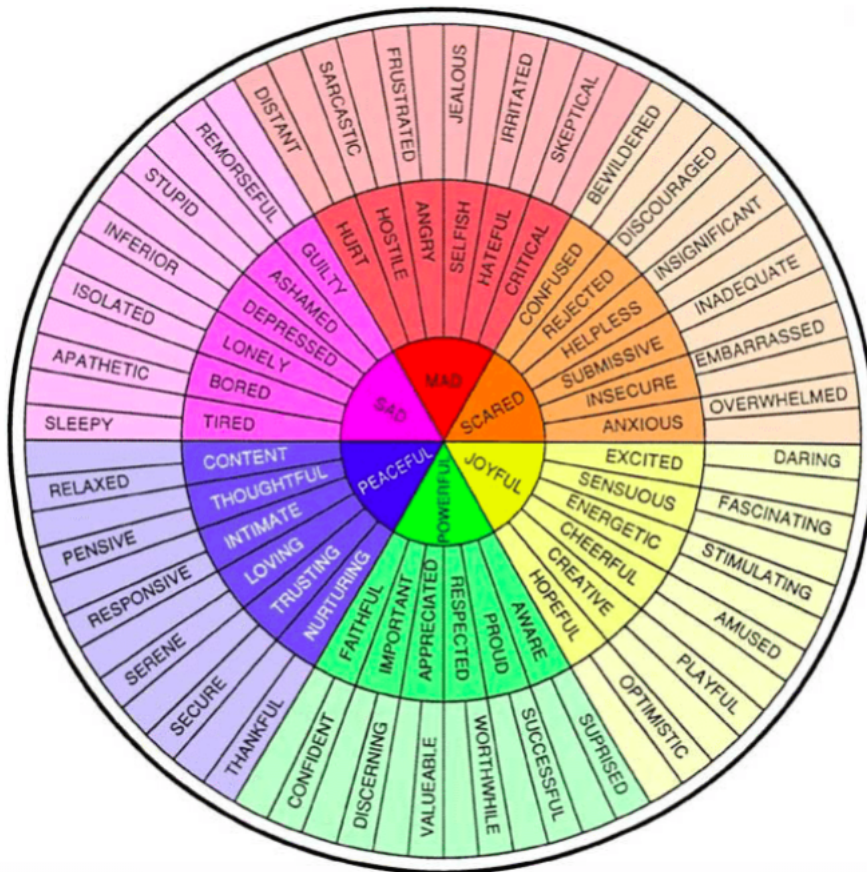 MAD
SCARED
JOYFUL
POWERFUL
PEACEFUL
SAD
HURT
HOSTILE
ANGRY
SELFISH
HATEFUL
CRITICAL
CONFUSED
REJECTED
HELPLESS
SUBMISSIVE
INSECURE
ANXIOUS
EXCITED
SENSUOUS
ENERGETIC
CHEERFUL
CREATIVE
HOPEFUL
AWARE
PROUD
RESPECTED
APPRECIATED
IMPORTANT
FAITHFUL
NURTURING
TRUSTING
LOVING
INTIMATE
THOUGHTFUL
CONTENT
TIRED
BORED
LONELY
DEPRESSED
ASHAMED
GUILTY
DISTANT
SARCASTIC
FRUSTRATED
JEALOUS
IRRITATED
SKEPTICAL
BEWILDERED
DISCOURAGED
INSIGNIFICANT
INADEQUATE
EMBARRASSED
OVERWHELMED
DARING
FASCINATING
STIMULATING
AMUSED
PLAYFUL
OPTIMISTIC
SUPRISED
SUCCESSFUL
WORTHWHILE
VALUEABLE
DISCERNING
CONFIDENT
THANKFUL
SECURE
SERENE
RESPONSIVE
PENSIVE
RELAXED
SLEEPY
APATHETIC
ISOLATED
INFERIOR
STUPID
REMORSEFUL